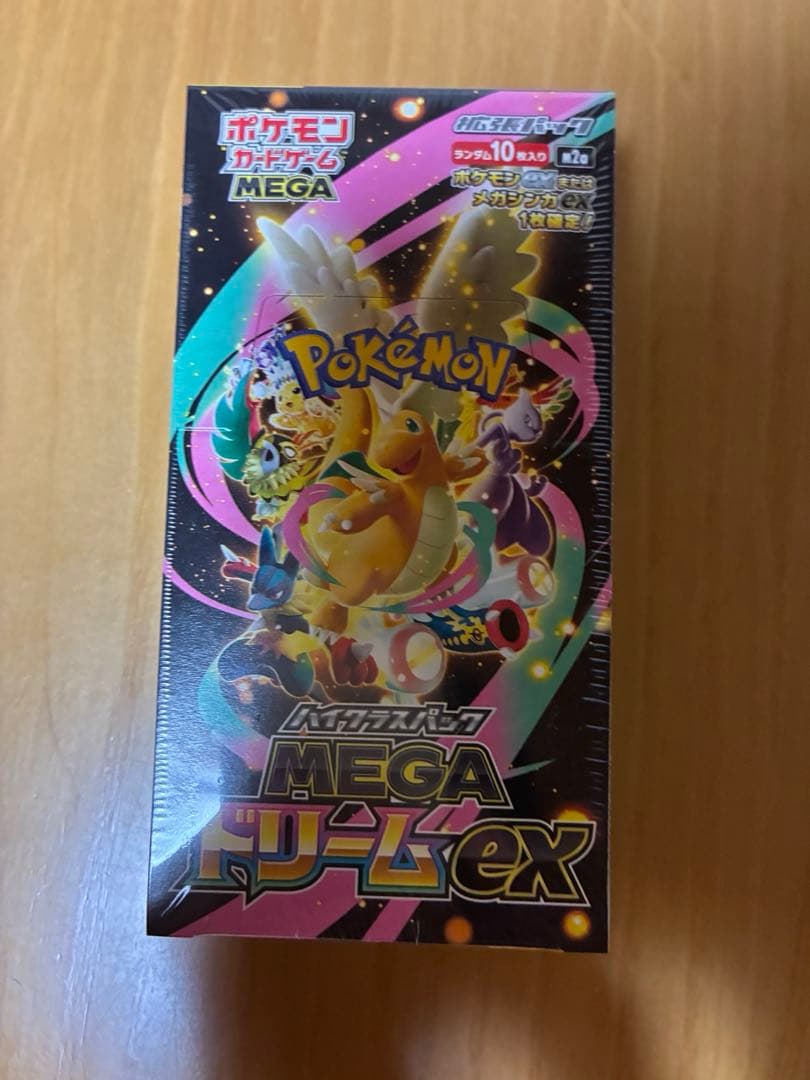 ポケモン
カードゲーム
MEGA
拡張パック
ランダム10枚入り
m2a
ポケモンexまたは
メガシンカex
1枚確定!!
POKéMON
ハイクラスパック
MEGA
ドリームex